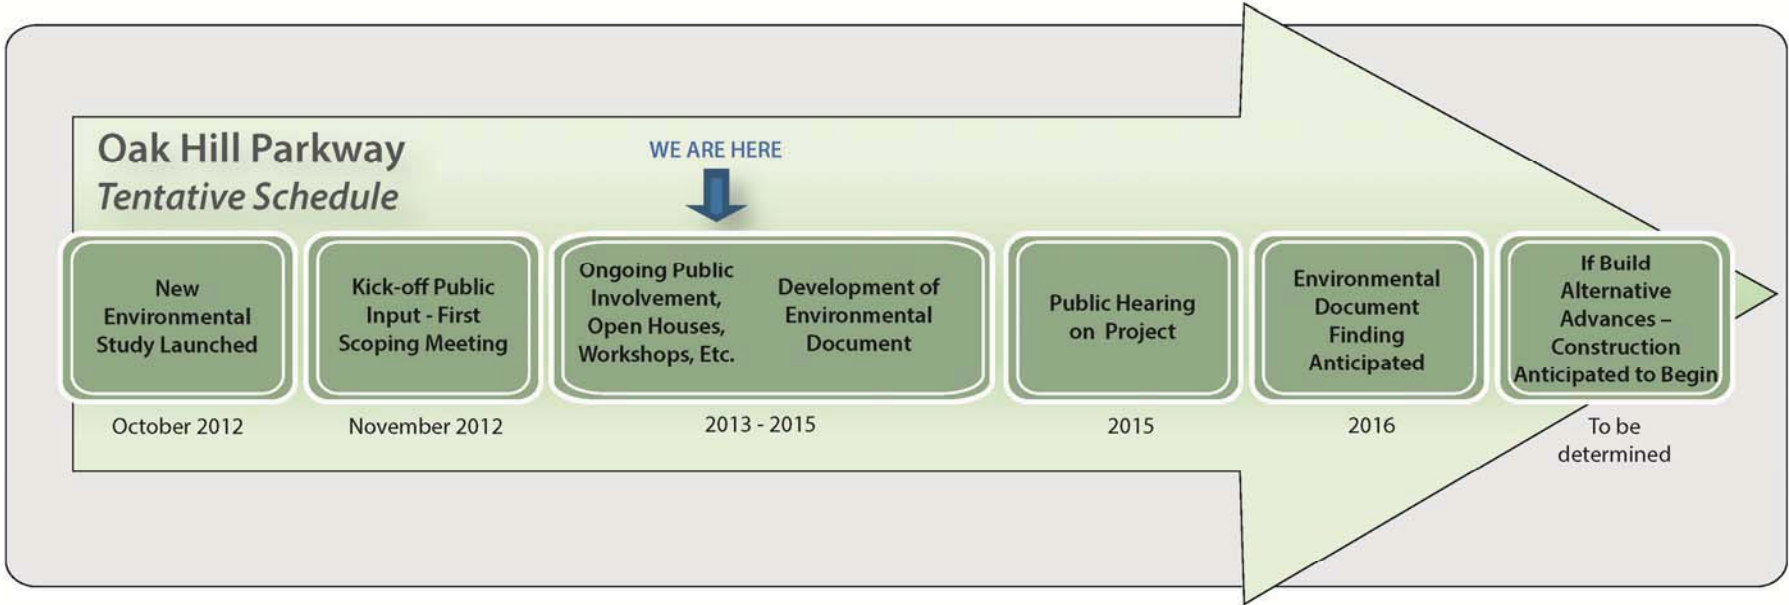 Oak Hill Parkway
Tentative Schedule
WE ARE HERE
New
Environmental
Study Launched
October 2012
Kick-off Public
Input - First
Scoping Meeting
November 2012
Ongoing Public
Involvement,
Open Houses,
Workshops, Etc.
Development of
Environmental
Document
2013 - 2015
Public Hearing
on Project
2015
Environmental
Document
Finding
Anticipated
2016
If Build
Alternative
Advances –
Construction
Anticipated to Begin
To be
determined